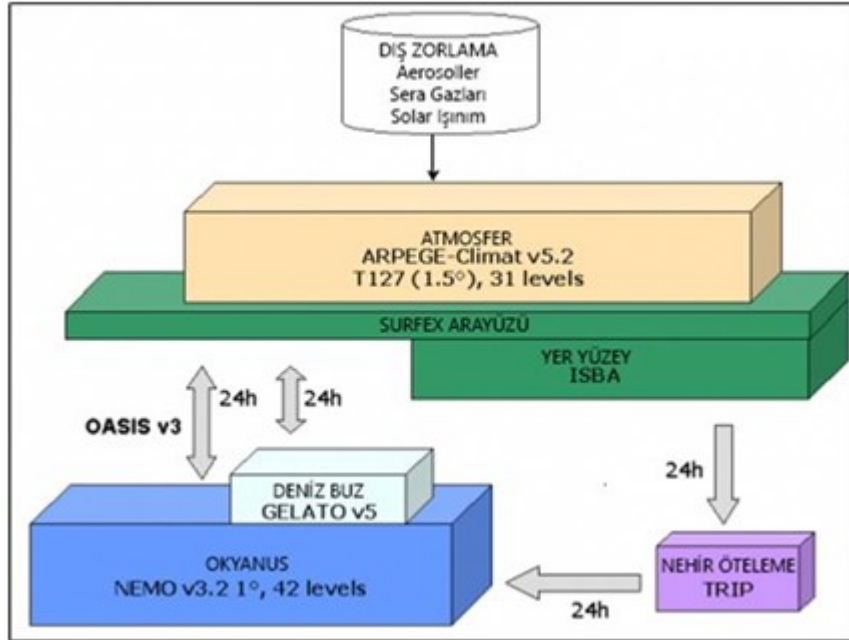 DIŞ ZORLAMA
Aerosoller
Sera Gazları
Solar Işınım
ATMOSFER
ARPEGE-Climat v5.2
T127 (1.5°), 31 levels
SURFEX ARAYÜZÜ
YER YÜZEY
ISBA
24h
24h
OASIS v3
24h
DENİZ BUZ
GELATO v5
OKYANUS
NEMO v3.2 1°, 42 levels
NEHİR ÖTELEME
TRIP
24h